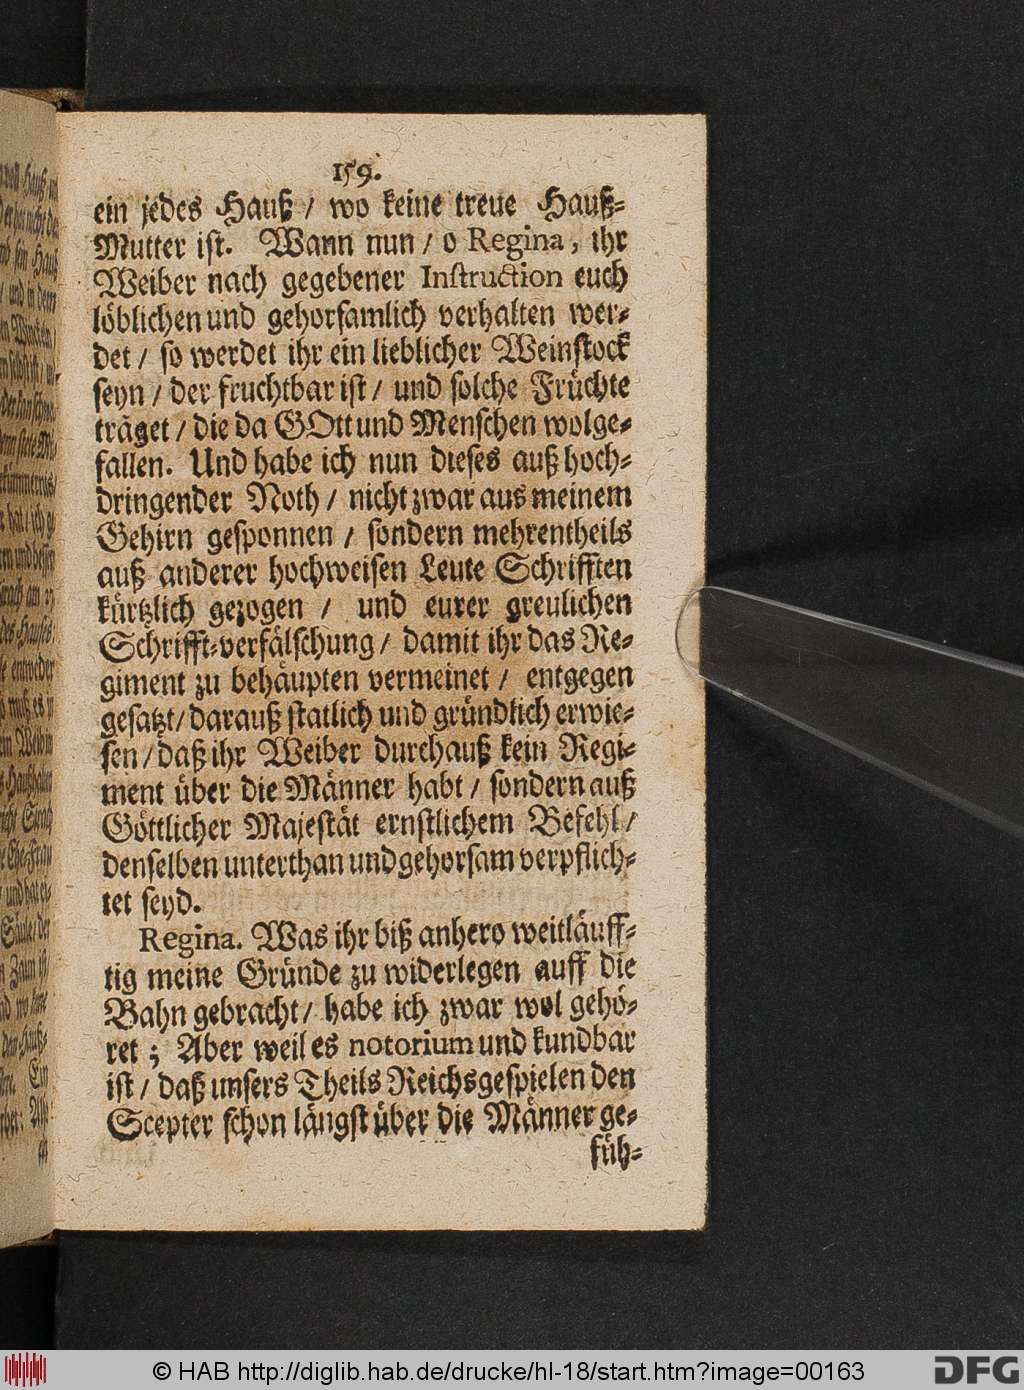 159.
ein jedes Hauß / wo keine treue Hauß-
Mutter ist. Wann nun / o Regina, ihr
Weiber nach gegebener Instruction euch
löblichen und gehorsamlich verhalten wer-
det / so werdet ihr ein lieblicher Weinstock
seyn / der fruchtbar ist / und solche Früchte
träget / die da GOtt und Menschen wolge-
fallen. Und habe ich nun dieses auß hoch-
dringender Noth / nicht zwar aus meinem
Gehirn gesponnen / sondern mehrentheils
auß anderer hochweisen Leute Schrifften
kürtzlich gezogen / und eurer greulichen
Schrifft-verfälschung / damit ihr das Re-
giment zu behäupten vermeinet / entgegen
gesatzt / darauß statlich und gründlich erwie-
sen / daß ihr Weiber durchauß kein Regi-
ment über die Männer habt / sondern auß
Göttlicher Majestät ernstlichem Befehl /
denselben unterthan und gehorsam verpflich-
tet seyd.
Regina. Was ihr biß anhero weitläuff-
tig meine Gründe zu widerlegen auff die
Bahn gebracht / habe ich zwar wol gehö-
ret ; Aber weil es notorium und kundbar
ist / daß unsers Theils Reichsgespielen den
Scepter schon längst über die Männer ge-
füh-
© HAB http://diglib.hab.de/drucke/hl-18/start.htm?image=00163
DFG